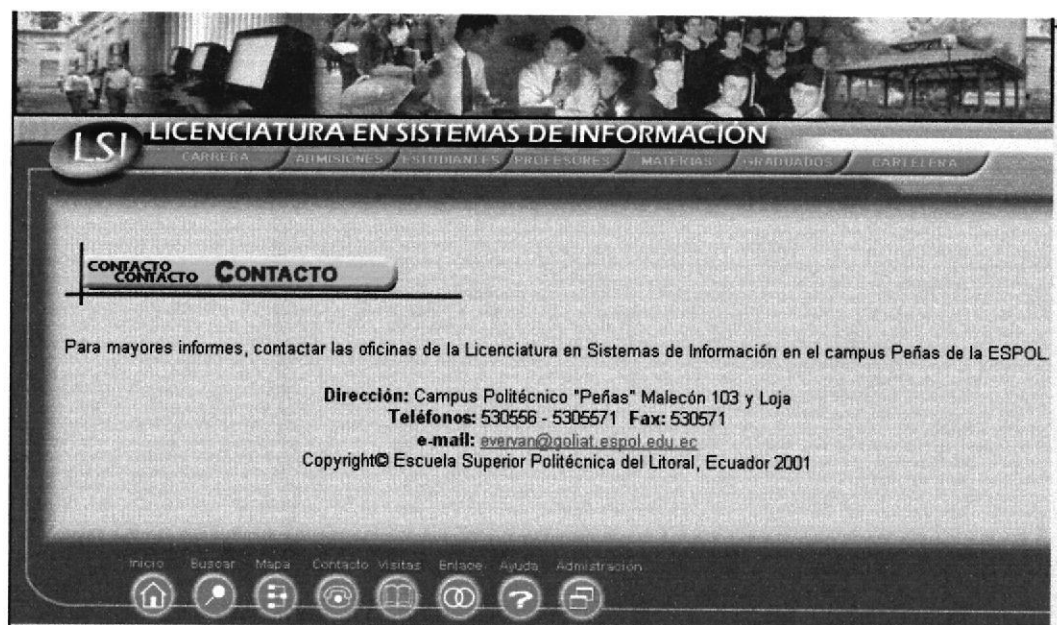 LSI
LICENCIATURA EN SISTEMAS DE INFORMACIÓN
CARRERA ADMISIONES ESTUDIANTES PROFESORES MATERIAS GRADUADOS CARTELERA
CONTACTO
CONTACTO
CONTACTO
Para mayores informes, contactar las oficinas de la Licenciatura en Sistemas de Información en el campus Peñas de la ESPOL.
Dirección: Campus Politécnico "Peñas" Malecón 103 y Loja
Teléfonos: 530556 - 5305571 Fax: 530571
e-mail: evervan@goliat.espol.edu.ec
Copyright© Escuela Superior Politécnica del Litoral, Ecuador 2001
Inicio Buscar Mapa Contacto Visitas Enlace Ayuda Admistración